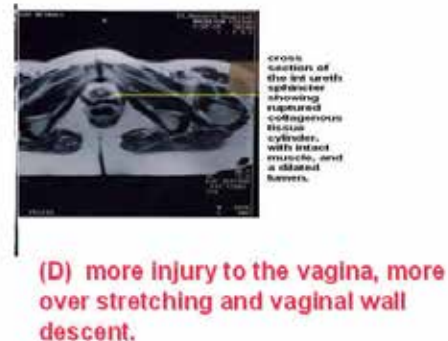 cross
section of
the int ureth
sphincter
showing
ruptured
collagenous
tissue
cylinder,
with intact
muscle, and
a dilated
lumen.
(D) more injury to the vagina, more
over stretching and vaginal wall
descent.